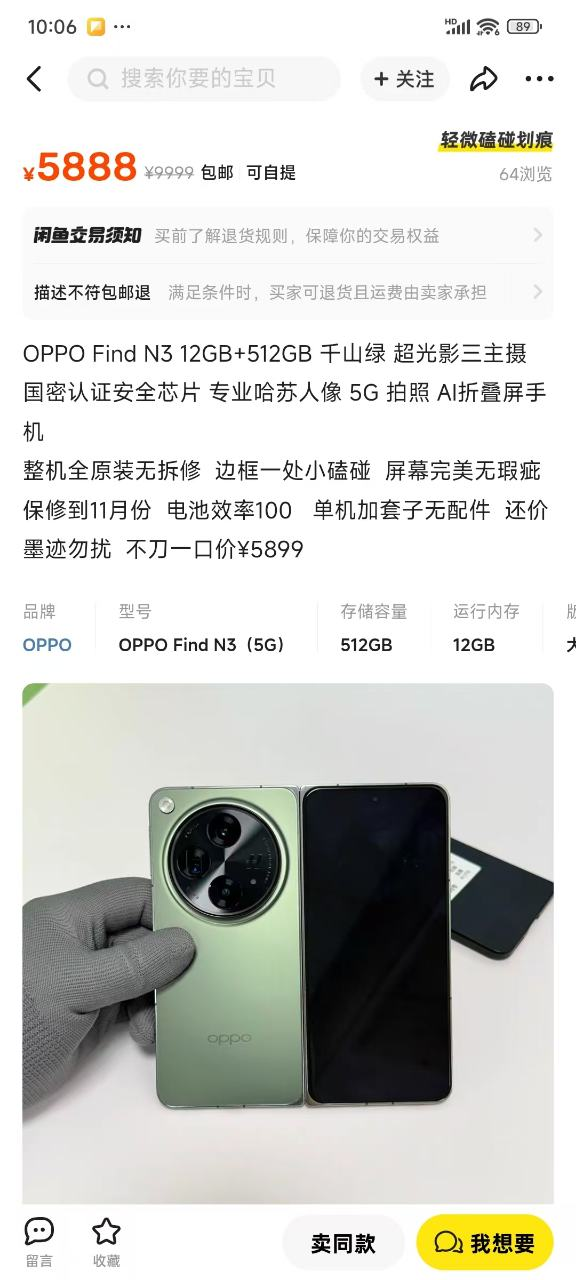 10:06 ··· HD 6 89
搜索你要的宝贝 + 关注
轻微磕碰划痕
¥5888 ¥9999 包邮 可自提 64浏览
闲鱼交易须知 买前了解退货规则，保障你的交易权益
描述不符包邮退 满足条件时，买家可退货且运费由卖家承担
OPPO Find N3 12GB+512GB 千山绿 超光影三主摄
国密认证安全芯片 专业哈苏人像 5G 拍照 AI折叠屏手
机
整机全原装无拆修 边框一处小磕碰 屏幕完美无瑕疵
保修到11月份 电池效率100 单机加套子无配件 还价
墨迹勿扰 不刀一口价¥5899
品牌 型号 存储容量 运行内存
OPPO OPPO Find N3（5G） 512GB 12GB
oppo
留言 收藏 卖同款 我想要